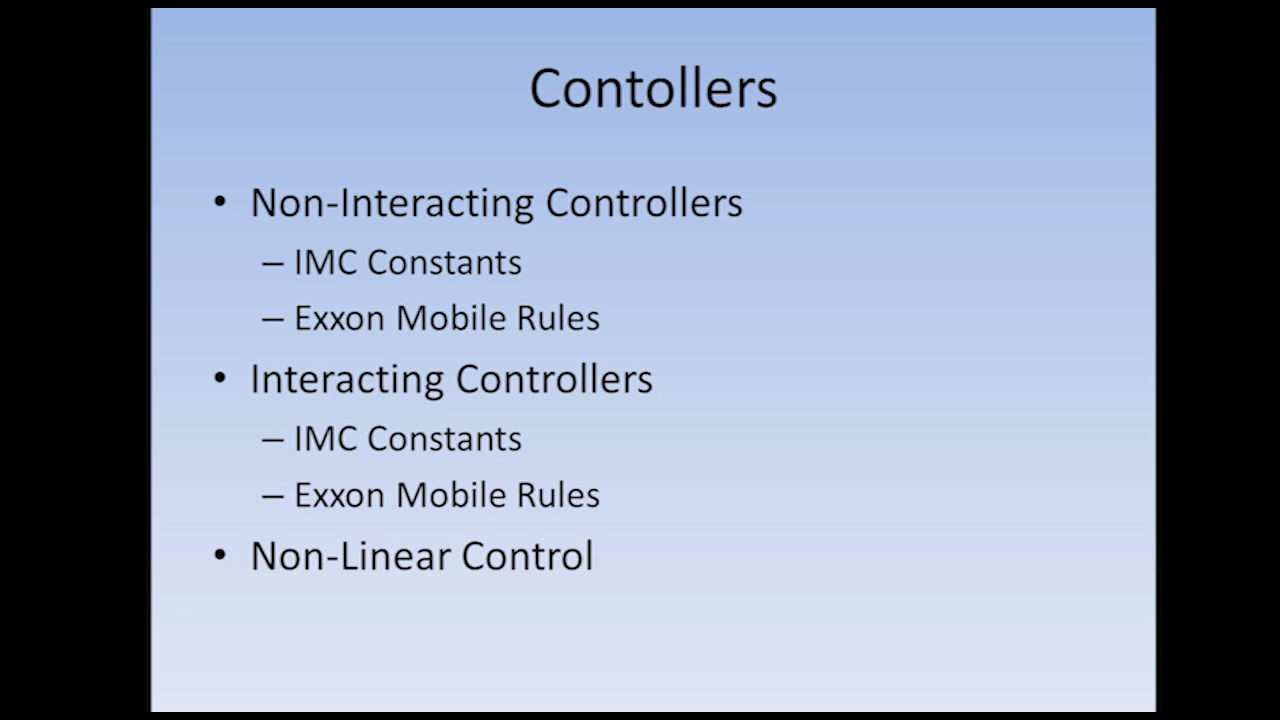 Contollers
• Non-Interacting Controllers
– IMC Constants
– Exxon Mobile Rules
• Interacting Controllers
– IMC Constants
– Exxon Mobile Rules
• Non-Linear Control